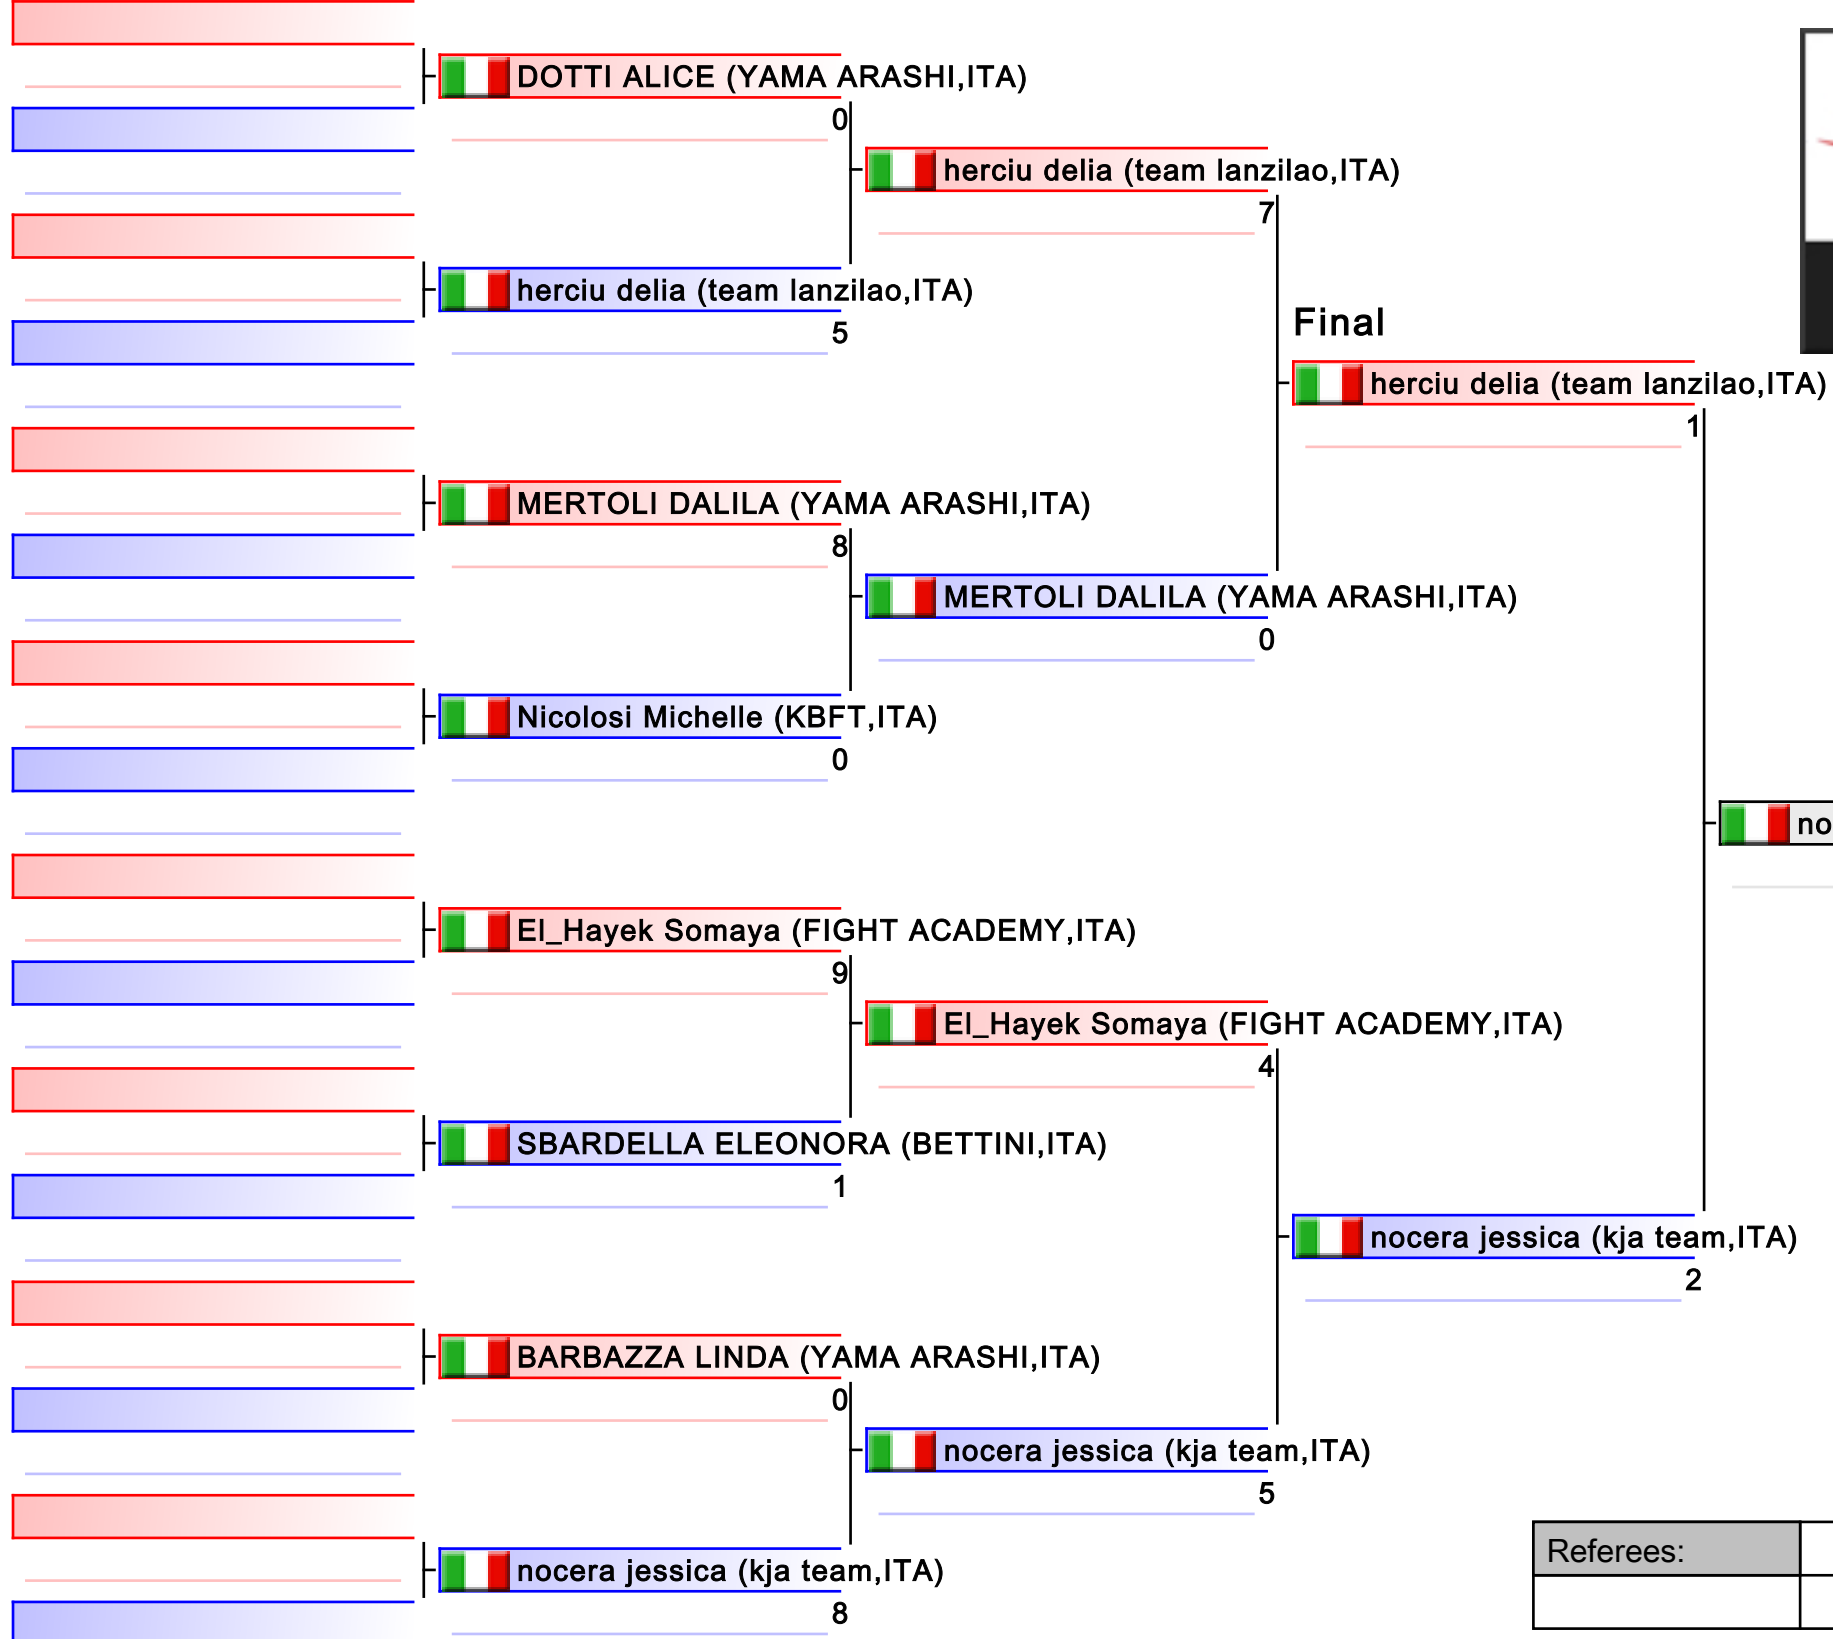 DOTTI ALICE (YAMA ARASHI,ITA)
0
herciu delia (team lanzilao,ITA)
7
herciu delia (team lanzilao,ITA)
5
Final
herciu delia (team lanzilao,ITA)
1
MERTOLI DALILA (YAMA ARASHI,ITA)
8
MERTOLI DALILA (YAMA ARASHI,ITA)
0
Nicolosi Michelle (KBFT,ITA)
0
no
El_Hayek Somaya (FIGHT ACADEMY,ITA)
9
El_Hayek Somaya (FIGHT ACADEMY,ITA)
4
SBARDELLA ELEONORA (BETTINI,ITA)
1
nocera jessica (kja team,ITA)
2
BARBAZZA LINDA (YAMA ARASHI,ITA)
0
nocera jessica (kja team,ITA)
5
nocera jessica (kja team,ITA)
8
Referees: